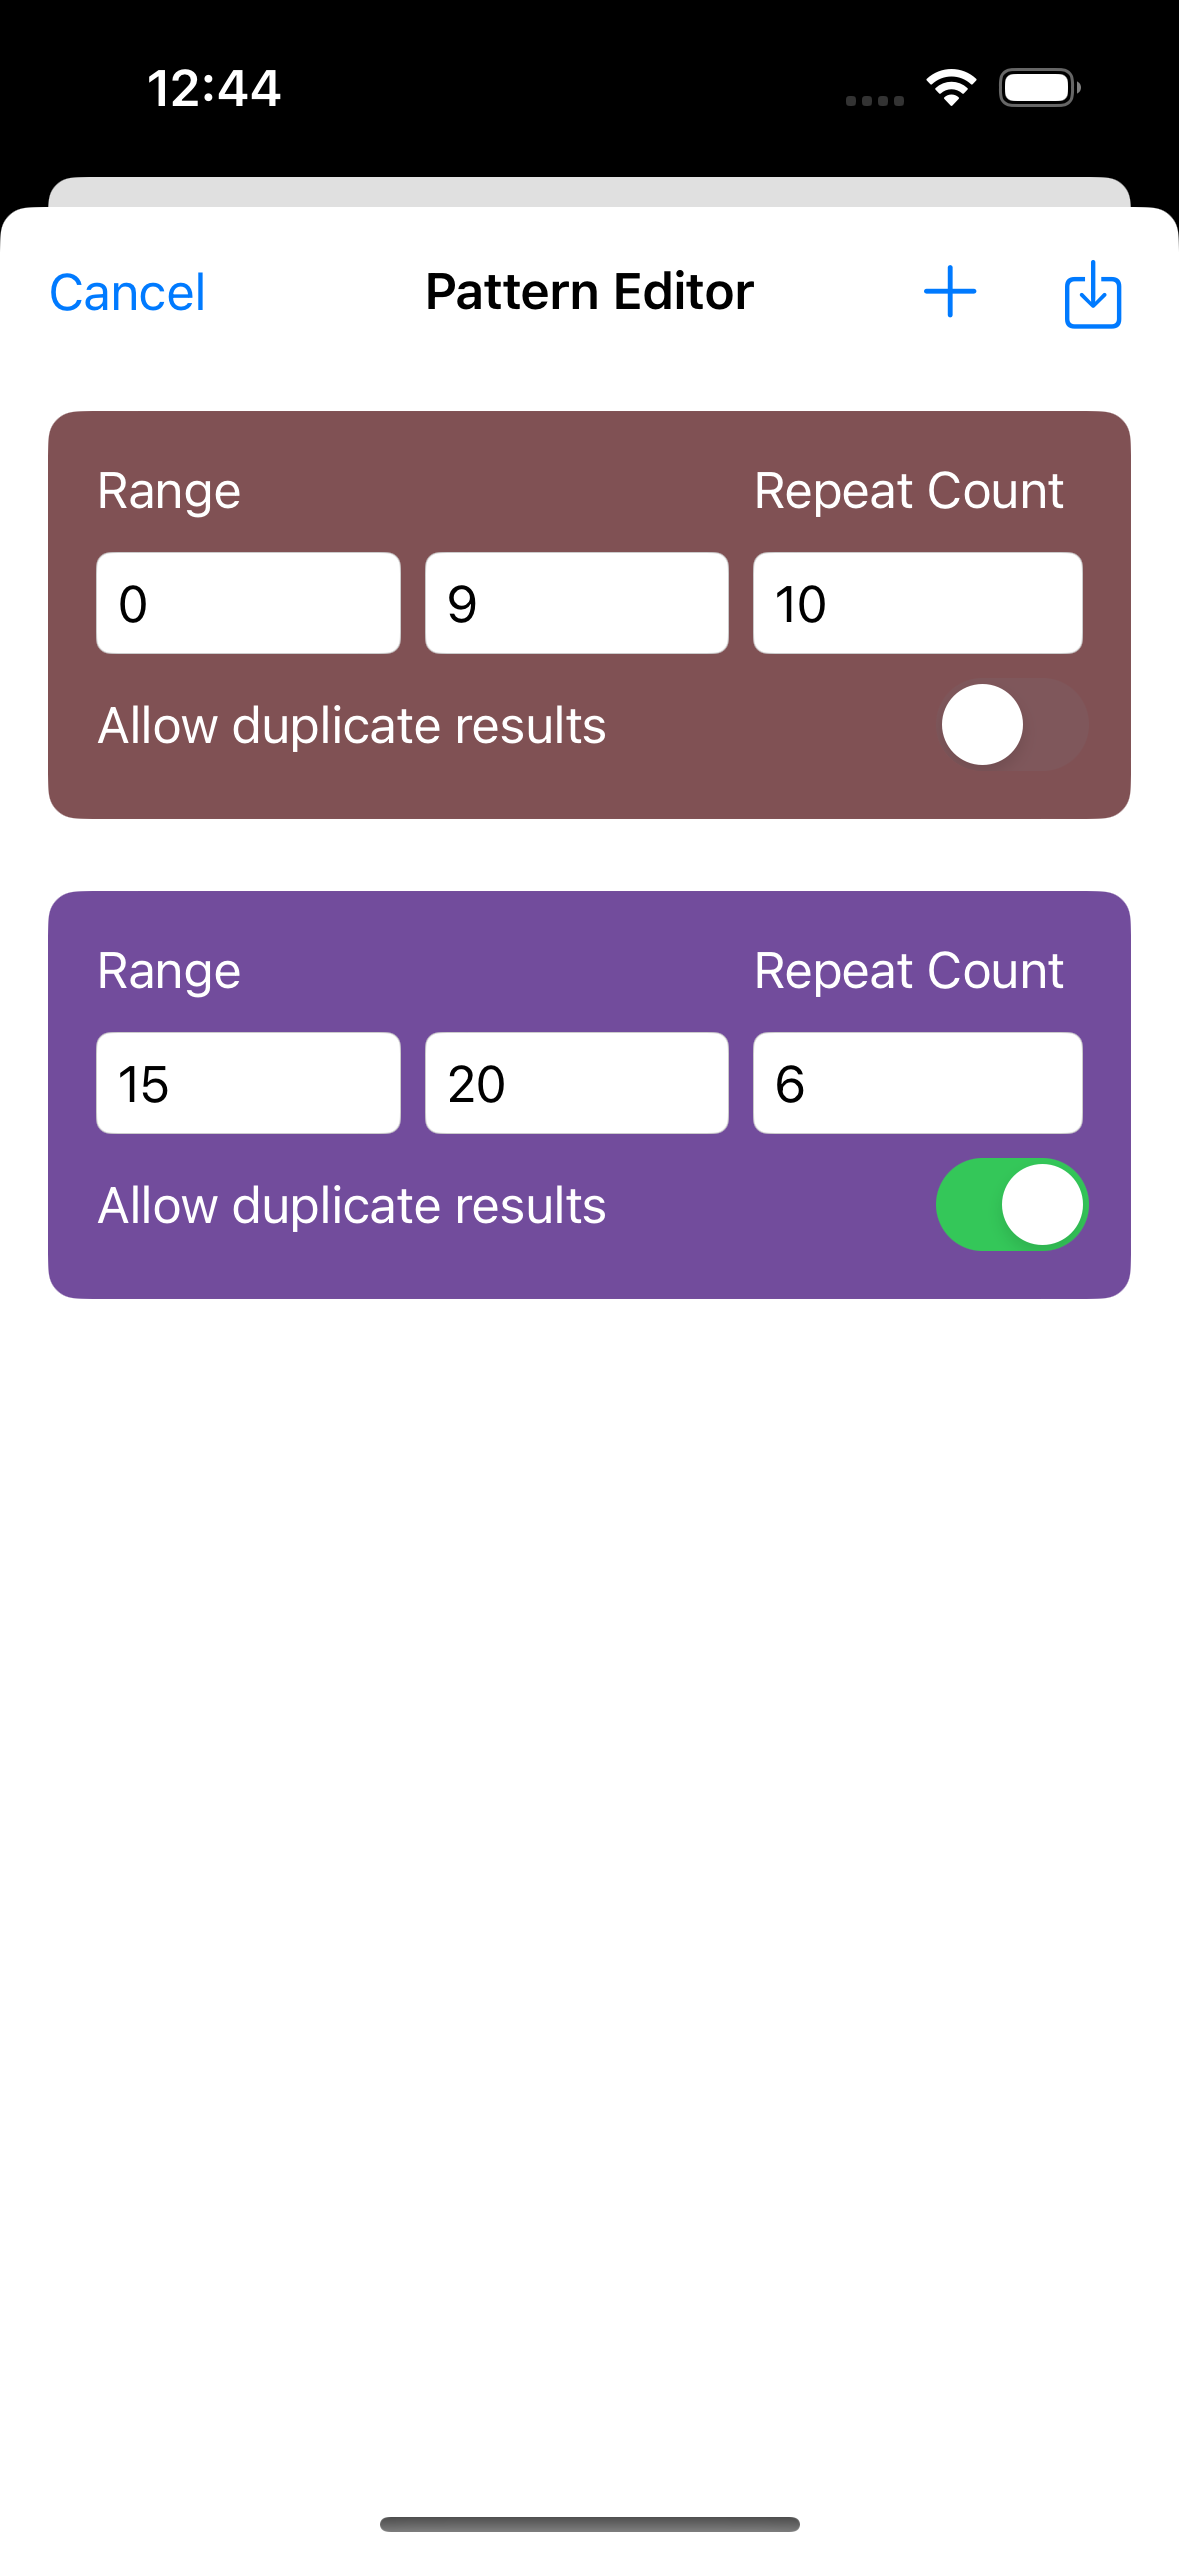 12:44
Cancel Pattern Editor
Range Repeat Count
0 9 10
Allow duplicate results
Range Repeat Count
15 20 6
Allow duplicate results